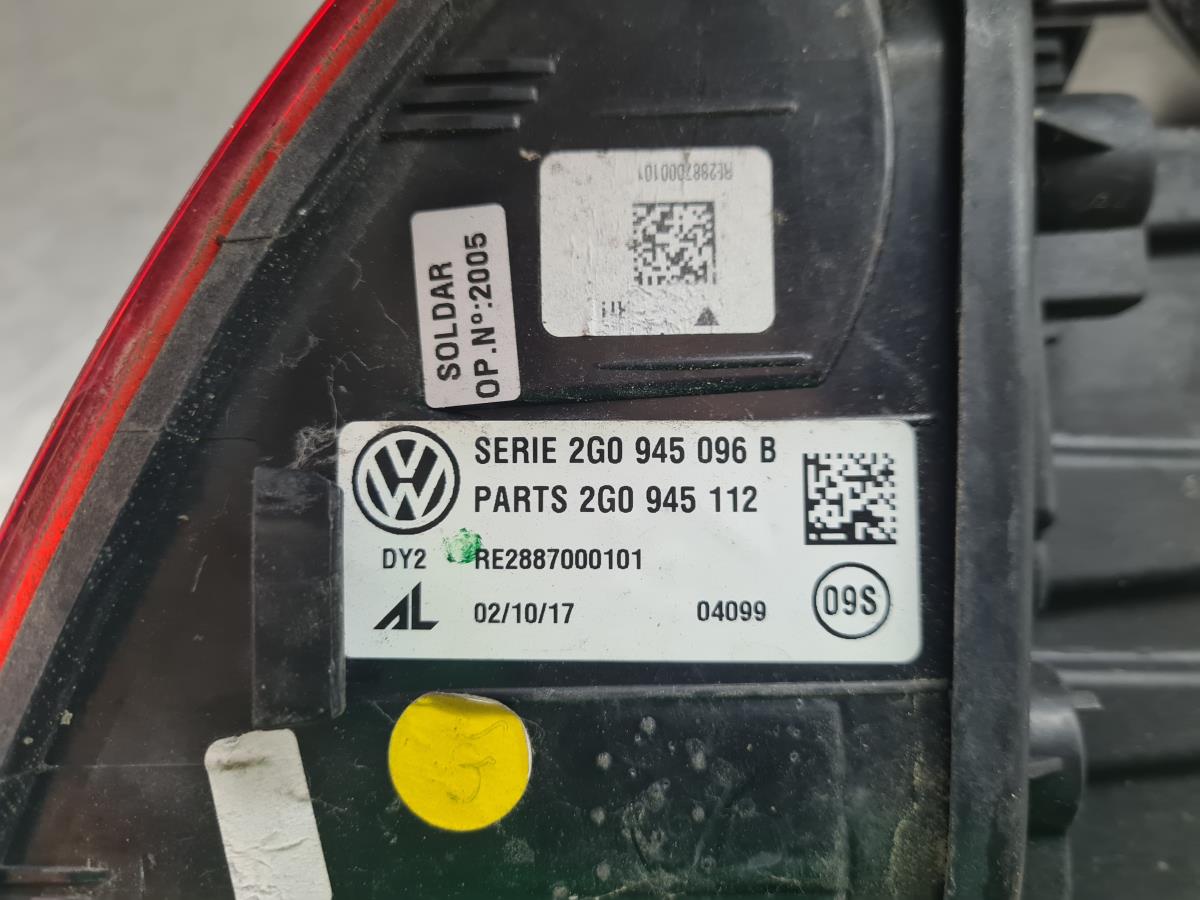 RE2887000101
SOLDAR
OP.Nº:2005
SERIE 2G0 945 096 B
PARTS 2G0 945 112
DY2 RE2887000101
AL 02/10/17 04099 09S